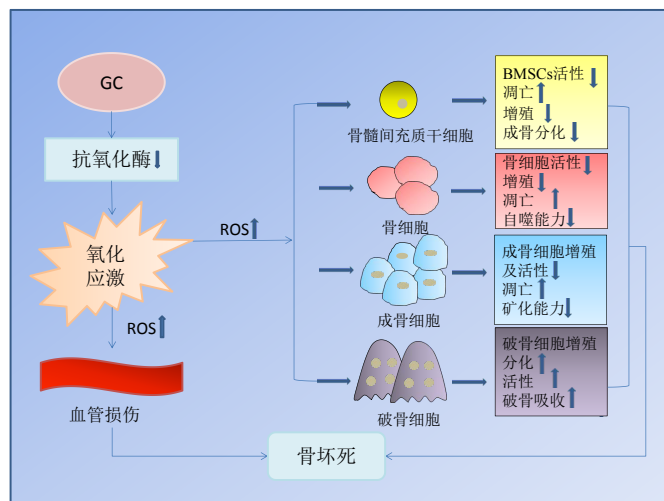 GC
抗氧化酶
氧化
应激
ROS
血管损伤
ROS
骨髓间充质干细胞
骨细胞
成骨细胞
破骨细胞
BMSCs活性
凋亡
增殖
成骨分化
骨细胞活性
增殖
凋亡
自噬能力
成骨细胞增殖
及活性
凋亡
矿化能力
破骨细胞增殖
分化
活性
破骨吸收
骨坏死